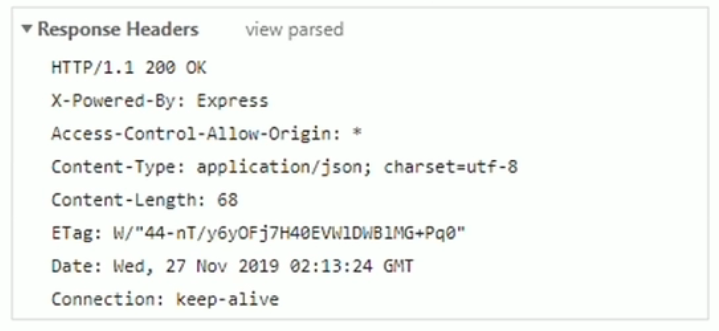 ▼ Response Headers view parsed
HTTP/1.1 200 OK
X-Powered-By: Express
Access-Control-Allow-Origin: *
Content-Type: application/json; charset=utf-8
Content-Length: 68
ETag: W/"44-nT/y6yOFj7H40EVWlDWBlMG+Pq0"
Date: Wed, 27 Nov 2019 02:13:24 GMT
Connection: keep-alive